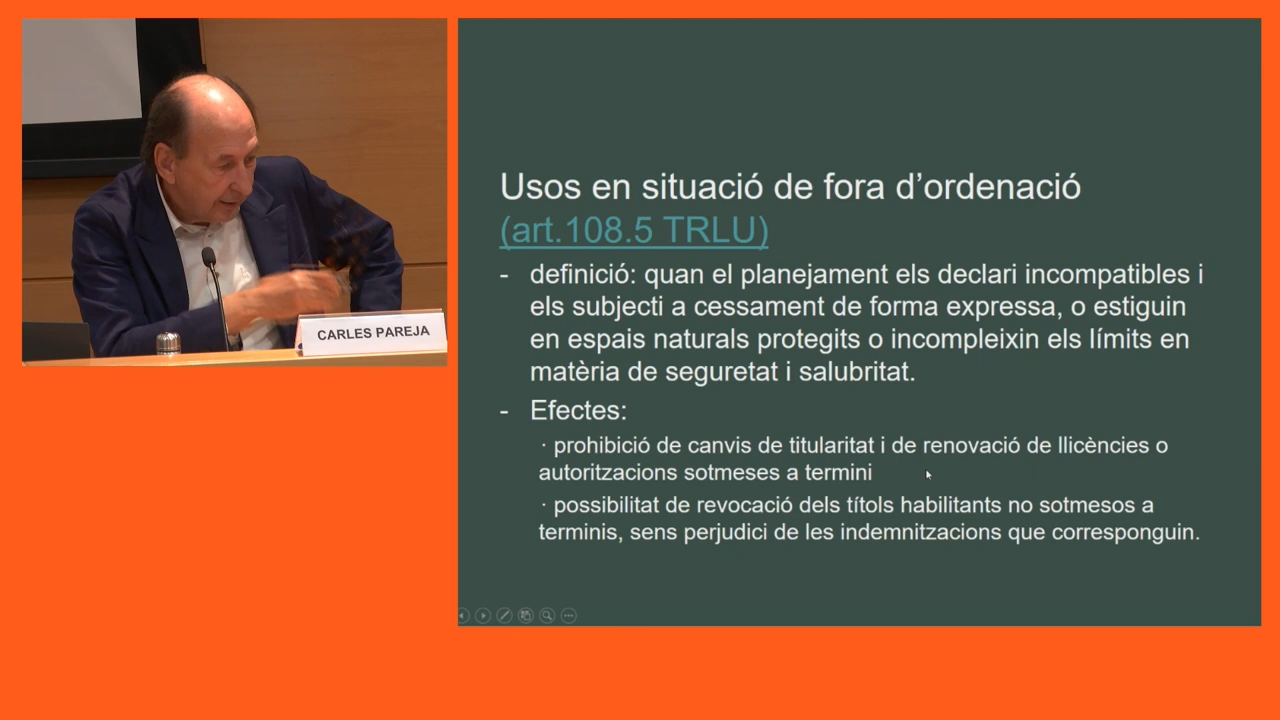 CARLES PAREJA
Usos en situació de fora d’ordenació
(art.108.5 TRLU)
- definició: quan el planejament els declari incompatibles i
els subjecti a cessament de forma expressa, o estiguin
en espais naturals protegits o incompleixin els límits en
matèria de seguretat i salubritat.
- Efectes:
· prohibició de canvis de titularitat i de renovació de llicències o
autoritzacions sotmeses a termini
· possibilitat de revocació dels títols habilitants no sotmesos a
terminis, sens perjudici de les indemnitzacions que corresponguin.